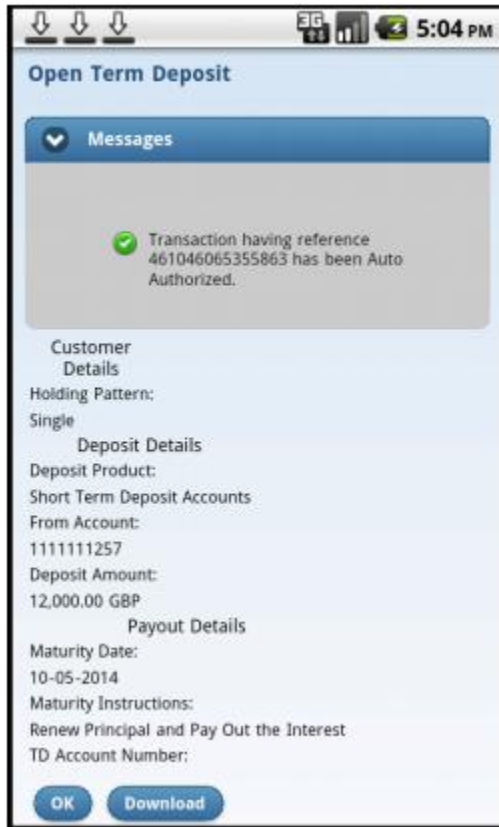 3G
5:04 PM
Open Term Deposit
Messages
Transaction having reference
461046065355863 has been Auto
Authorized.
Customer
Details
Holding Pattern:
Single
Deposit Details
Deposit Product:
Short Term Deposit Accounts
From Account:
1111111257
Deposit Amount:
12,000.00 GBP
Payout Details
Maturity Date:
10-05-2014
Maturity Instructions:
Renew Principal and Pay Out the Interest
TD Account Number:
OK Download